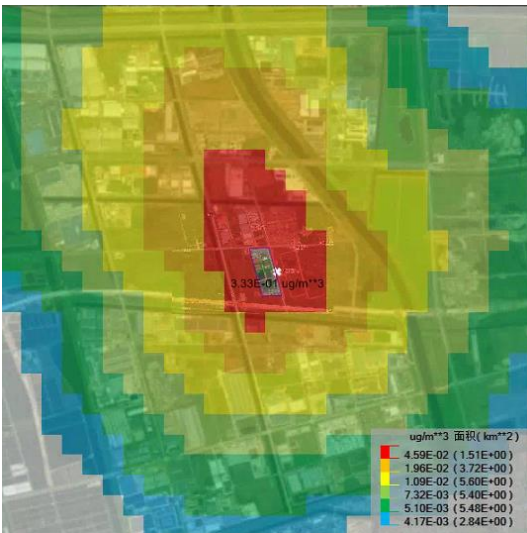 3.33E-01 ug/m**3
ug/m**3 面积( km**2)
4.59E-02 ( 1.51E+00)
1.96E-02 ( 3.72E+00)
1.09E-02 ( 5.60E+00)
7.32E-03 ( 5.40E+00)
5.10E-03 ( 5.48E+00)
4.17E-03 ( 2.84E+00)